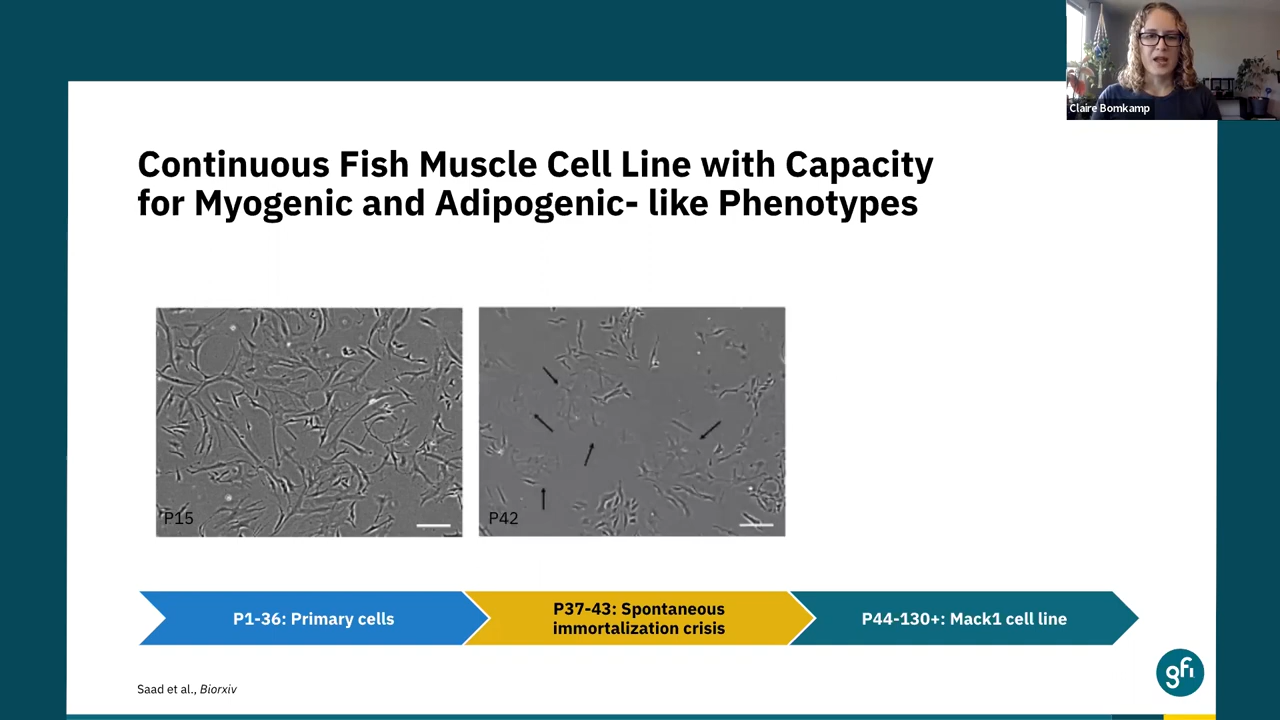 Claire Bomkamp
Continuous Fish Muscle Cell Line with Capacity
for Myogenic and Adipogenic- like Phenotypes
P15
P42
P1-36: Primary cells
P37-43: Spontaneous
immortalization crisis
P44-130+: Mack1 cell line
Saad et al., Biorxiv
gfi